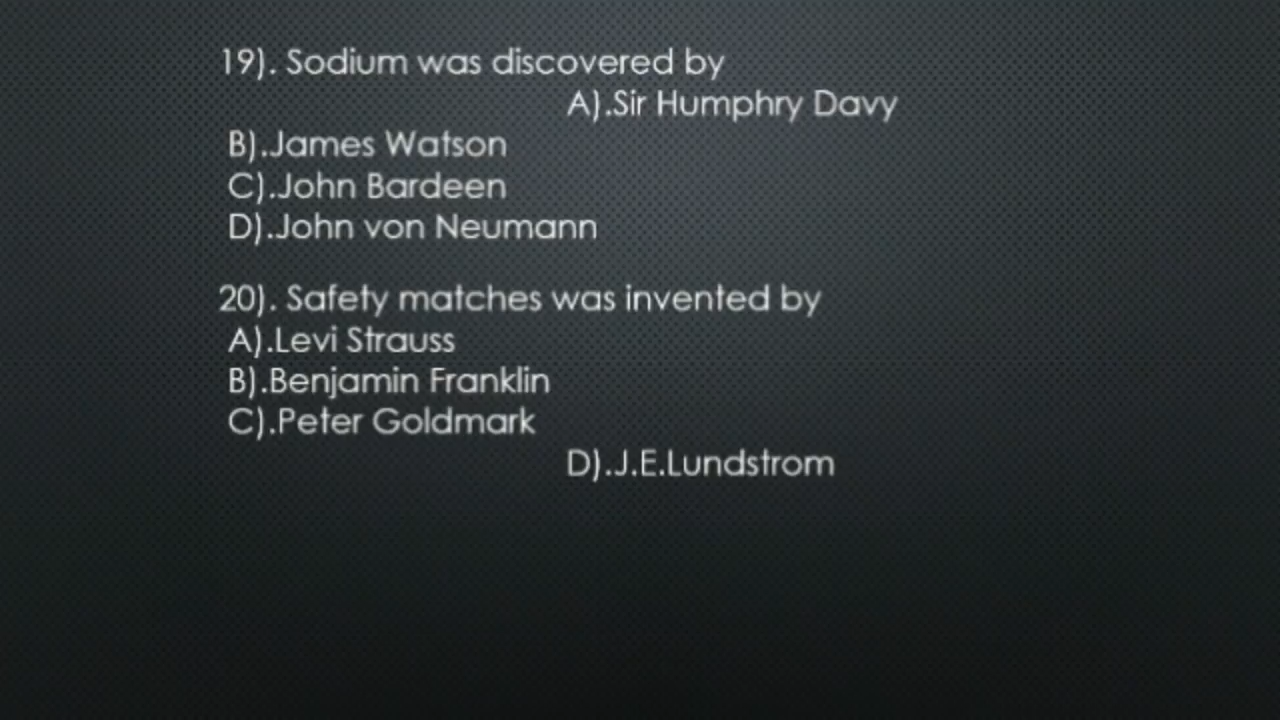 19). Sodium was discovered by
A).Sir Humphry Davy
B).James Watson
C).John Bardeen
D).John von Neumann
20). Safety matches was invented by
A).Levi Strauss
B).Benjamin Franklin
C).Peter Goldmark
D).J.E.Lundstrom